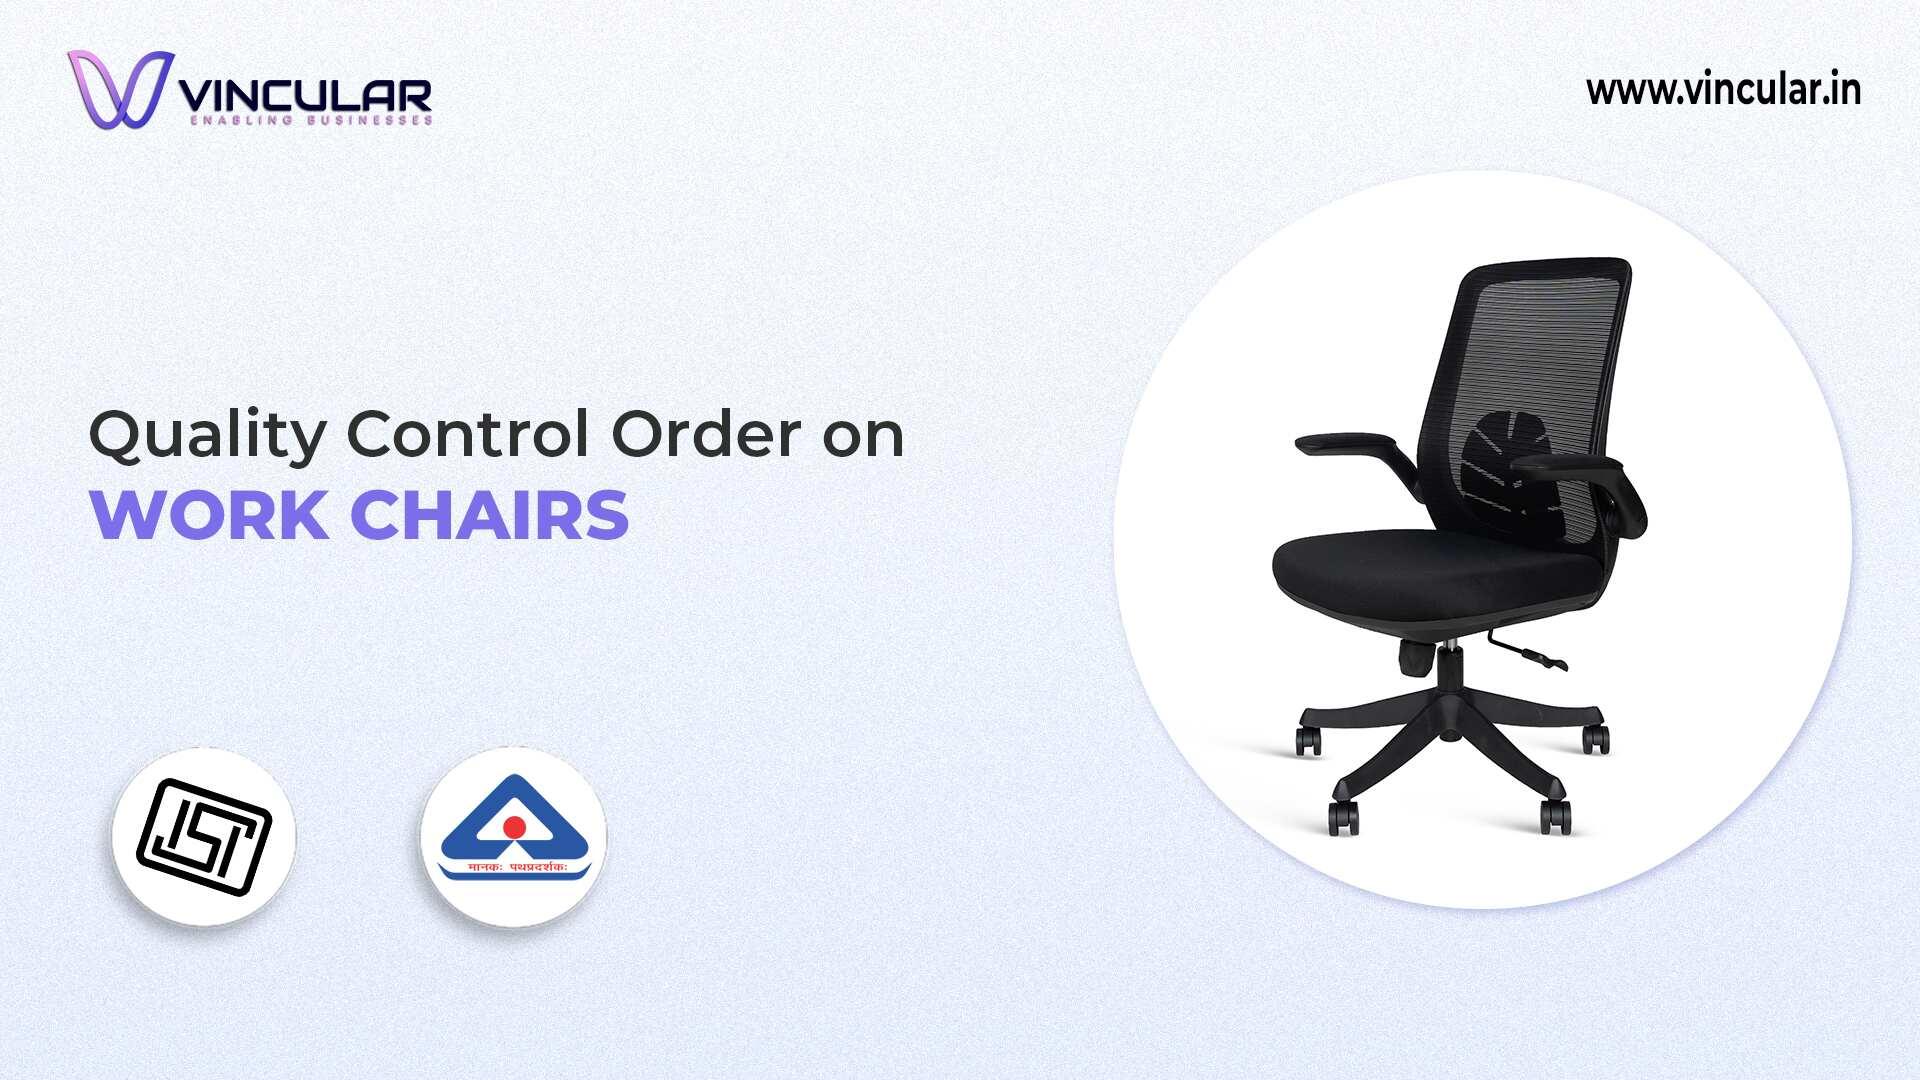 VINCULAR
ENABLING BUSINESSES
www.vincular.in
Quality Control Order on
WORK CHAIRS
ISI
मानकः पथप्रदर्शकः